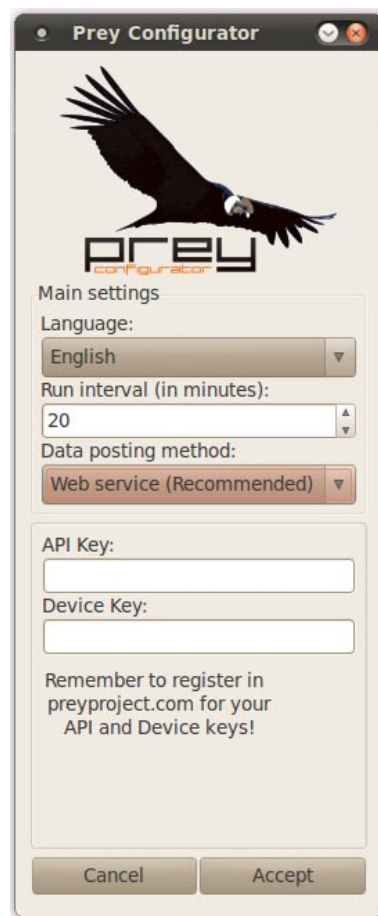 Prey Configurator
prey
configurator
Main settings
Language:
English
Run interval (in minutes):
20
Data posting method:
Web service (Recommended)
API Key:
Device Key:
Remember to register in
preyproject.com for your
API and Device keys!
Cancel
Accept